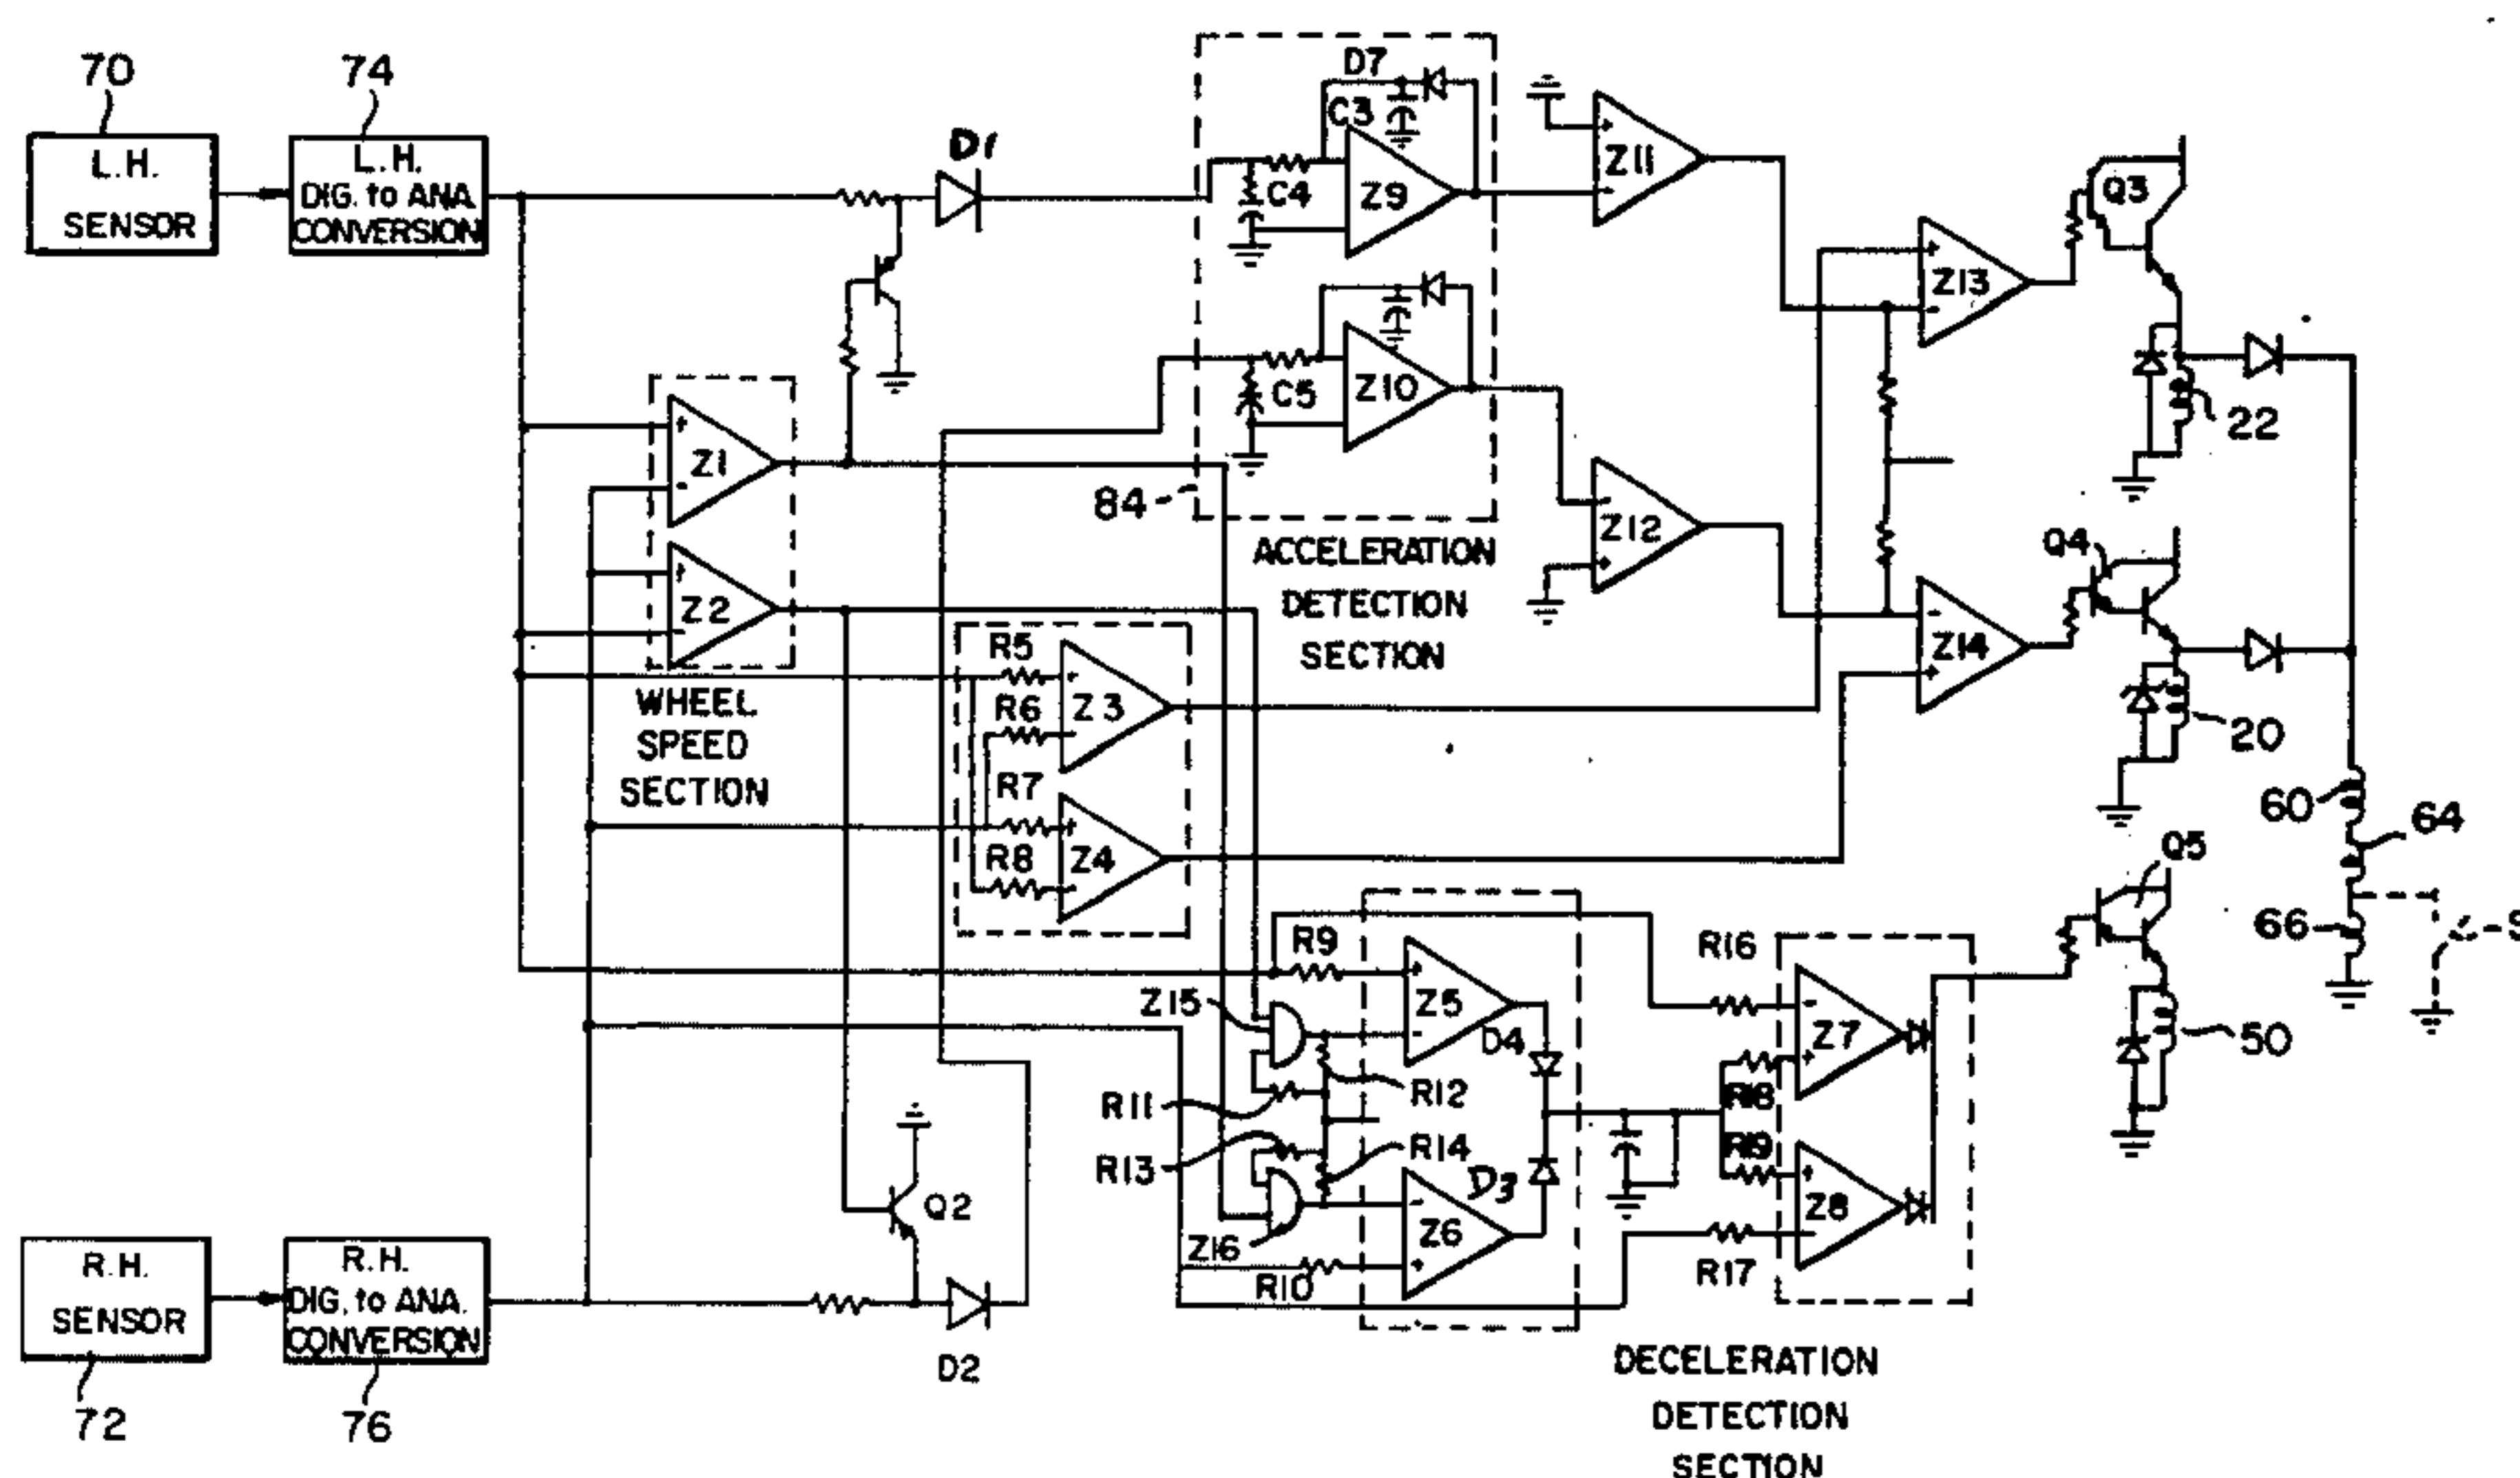 70
74
L.H.
SENSOR
L.H.
DIG. to ANA.
CONVERSION
D1
D7
C3
C4
Z9
Z11
Q3
Z13
C5
Z10
22
84
Z1
Z12
Q4
ACCELERATION
DETECTION
SECTION
Z2
Z14
R5
Z3
R6
20
WHEEL
SPEED
SECTION
R7
60
64
R8
Z4
Q5
R9
R16
66
Z15
Z5
D4
Z7
50
R11
R12
R18
R13
R14
R19
Q2
D3
Z8
Z16
Z6
R10
R17
R.H.
SENSOR
R.H.
DIG. to ANA.
CONVERSION
D2
72
76
DECELERATION
DETECTION
SECTION